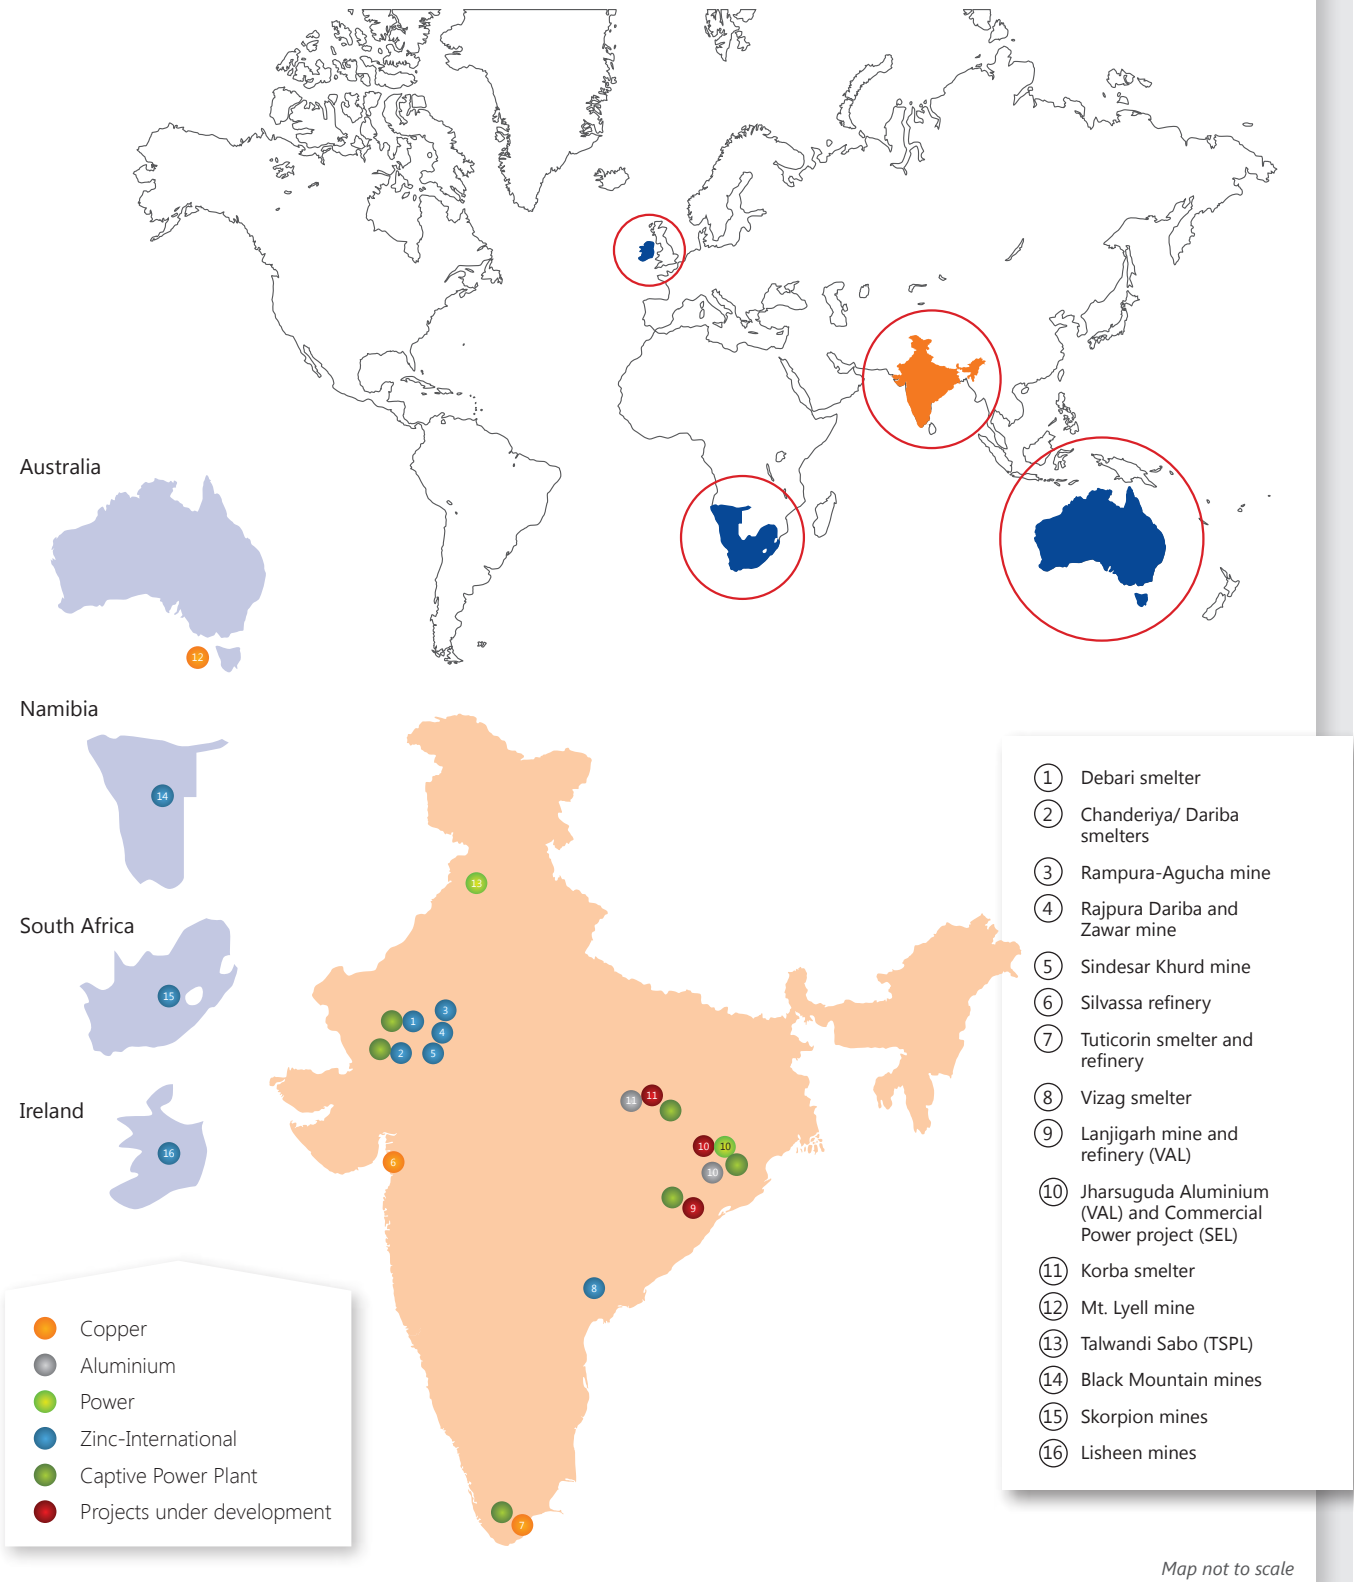 Australia
12
Namibia
14
South Africa
15
Ireland
16
13
3
1
4
2
5
11
11
10
10
10
6
9
8
7
Copper
Aluminium
Power
Zinc-International
Captive Power Plant
Projects under development
1 Debari smelter
2 Chanderiya/ Dariba
smelters
3 Rampura-Agucha mine
4 Rajpura Dariba and
Zawar mine
5 Sindesar Khurd mine
6 Silvassa refinery
7 Tuticorin smelter and
refinery
8 Vizag smelter
9 Lanjigarh mine and
refinery (VAL)
10 Jharsuguda Aluminium
(VAL) and Commercial
Power project (SEL)
11 Korba smelter
12 Mt. Lyell mine
13 Talwandi Sabo (TSPL)
14 Black Mountain mines
15 Skorpion mines
16 Lisheen mines
Map not to scale